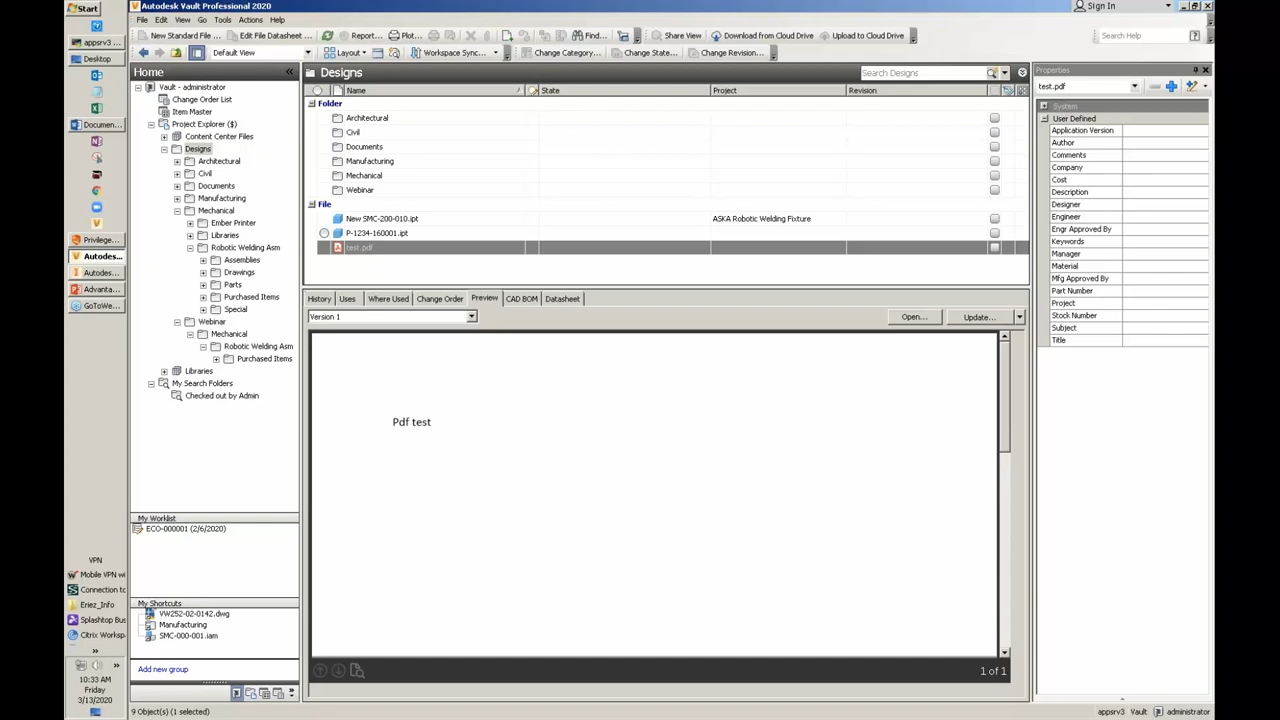 Start
Autodesk Vault Professional 2020
Sign In
File Edit View Go Tools Actions Help
New Standard File ... Edit File Datasheet ... Report... Plot... Find... Share View Download from Cloud Drive Upload to Cloud Drive
Search Help
Default View Layout Workspace Sync... Change Category... Change State... Change Revision...
appsrv3 ...
Desktop
Documen...
Privilege...
Autodes...
Autodes...
Advanta...
GoToWe...
VPN
Mobile VPN wi
Connection to
Eriez_Info
Splashtop Bus
Citrix Worksp
»
10:33 AM
Friday
3/13/2020
Home
Vault - administrator
Change Order List
Item Master
Project Explorer ($)
Content Center Files
Designs
Architectural
Civil
Documents
Manufacturing
Mechanical
Ember Printer
Libraries
Robotic Welding Asm
Assemblies
Drawings
Parts
Purchased Items
Special
Webinar
Mechanical
Robotic Welding Asm
Purchased Items
Libraries
My Search Folders
Checked out by Admin
My Worklist
ECO-000001 (2/6/2020)
My Shortcuts
VW252-02-0142.dwg
Manufacturing
SMC-000-001.iam
Add new group
Designs
Search Designs
Name State Project Revision
Folder
Architectural
Civil
Documents
Manufacturing
Mechanical
Webinar
File
New SMC-200-010.ipt ASKA Robotic Welding Fixture
P-1234-160001.ipt
test.pdf
History Uses Where Used Change Order Preview CAD BOM Datasheet
Version 1 Open... Update...
Pdf test
1 of 1
Properties
test.pdf
System
User Defined
Application Version
Author
Comments
Company
Cost
Description
Designer
Engineer
Engr Approved By
Keywords
Manager
Material
Mfg Approved By
Part Number
Project
Stock Number
Subject
Title
9 Object(s) (1 selected)
appsrv3 Vault administrator